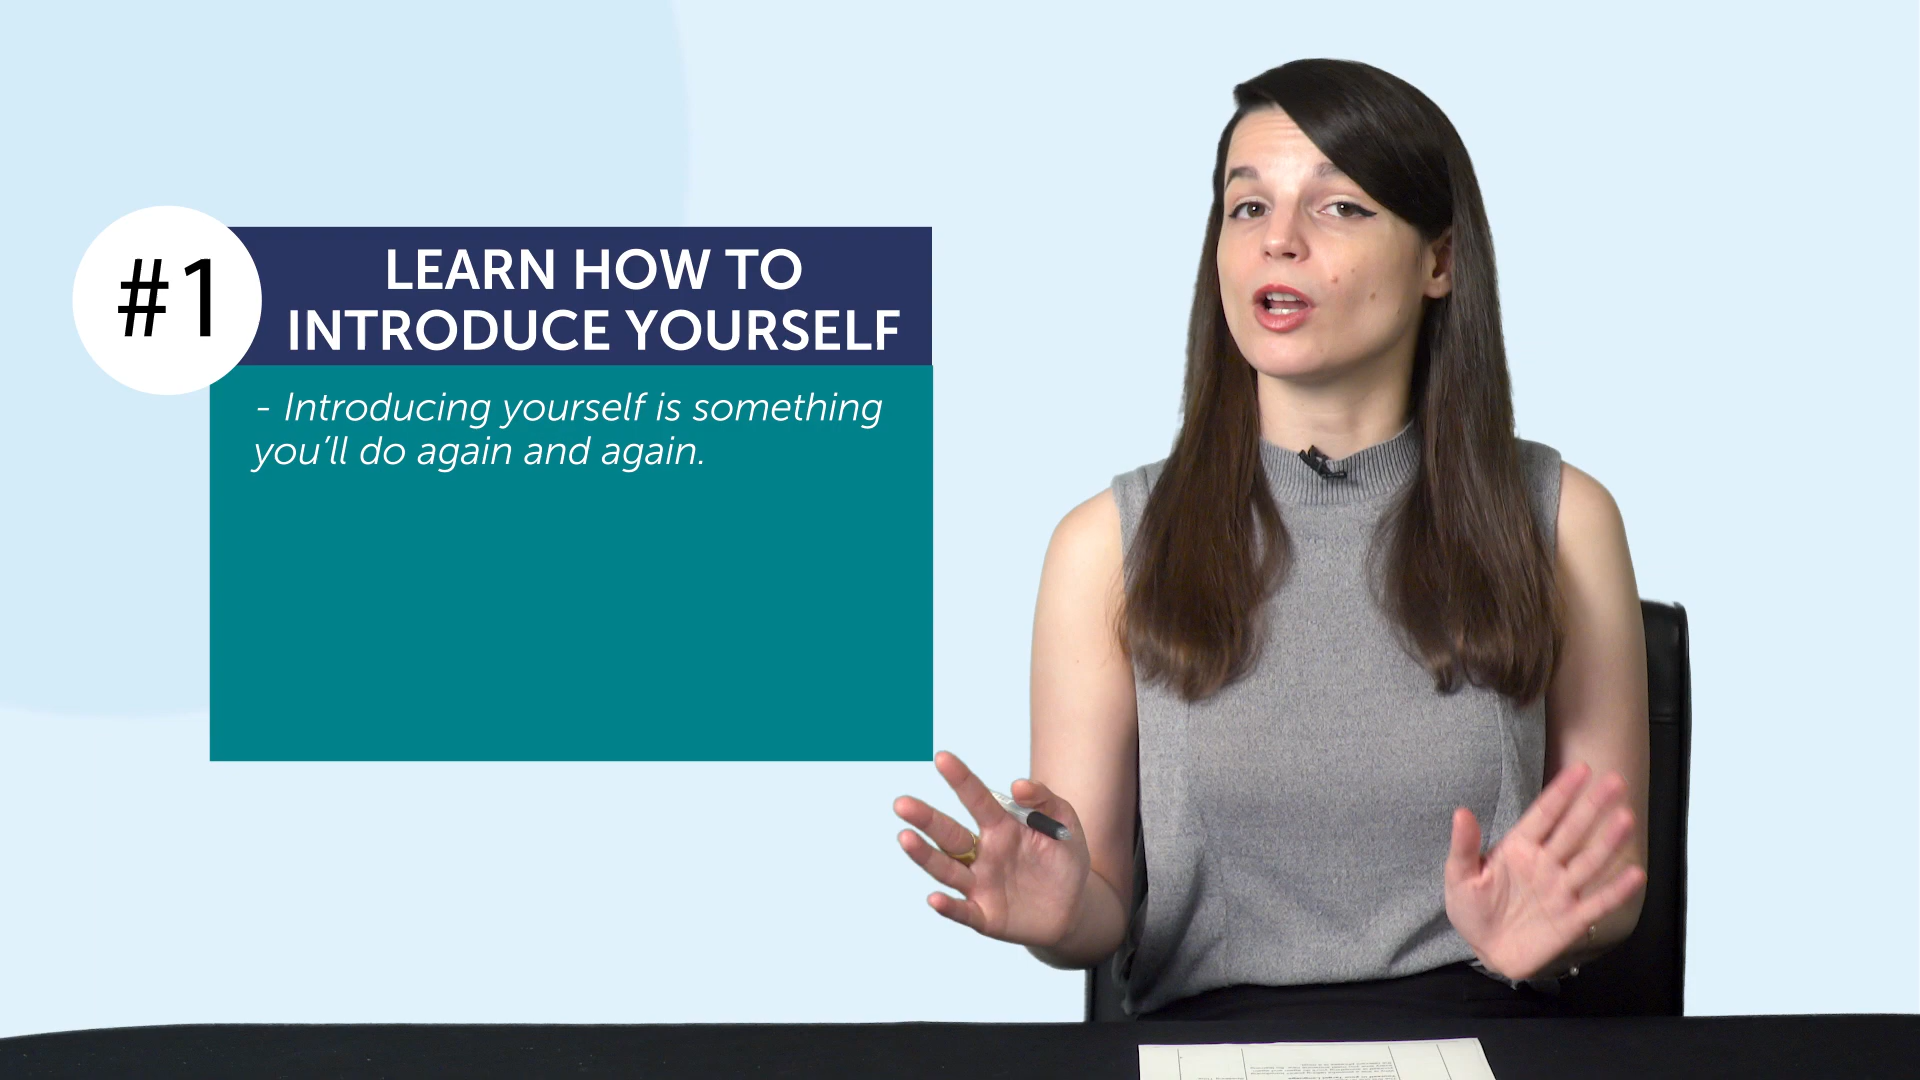 #1
LEARN HOW TO
INTRODUCE YOURSELF
- Introducing yourself is something
you'll do again and again.